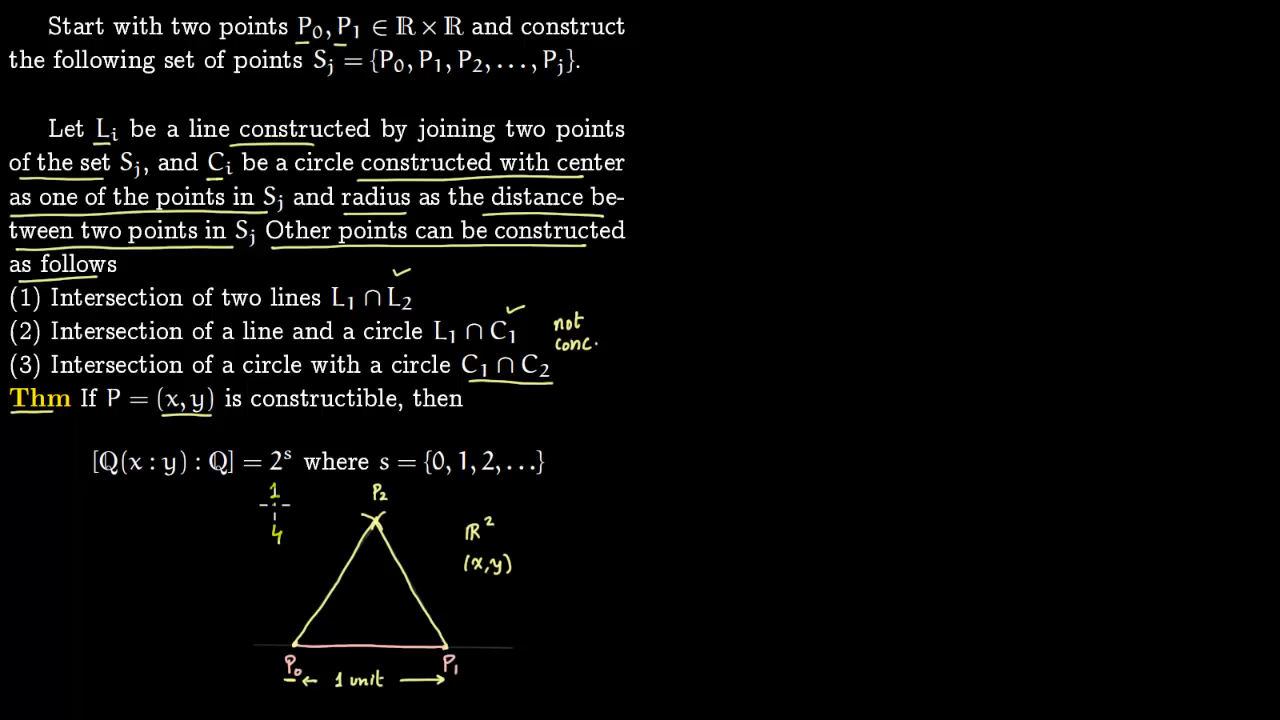 Start with two points P₀, P₁ ∈ ℝ × ℝ and construct
the following set of points Sⱼ = {P₀, P₁, P₂, . . . , Pⱼ}.
Let Lᵢ be a line constructed by joining two points
of the set Sⱼ, and Cᵢ be a circle constructed with center
as one of the points in Sⱼ and radius as the distance be-
tween two points in Sⱼ Other points can be constructed
as follows
(1) Intersection of two lines L₁ ∩ L₂
(2) Intersection of a line and a circle L₁ ∩ C₁
not
conc.
(3) Intersection of a circle with a circle C₁ ∩ C₂
Thm If P = (x, y) is constructible, then
[ℚ(x : y) : ℚ] = 2ˢ where s = {0, 1, 2, . . .}
1
4
P₂
ℝ²
(x,y)
P₀
P₁
1 unit